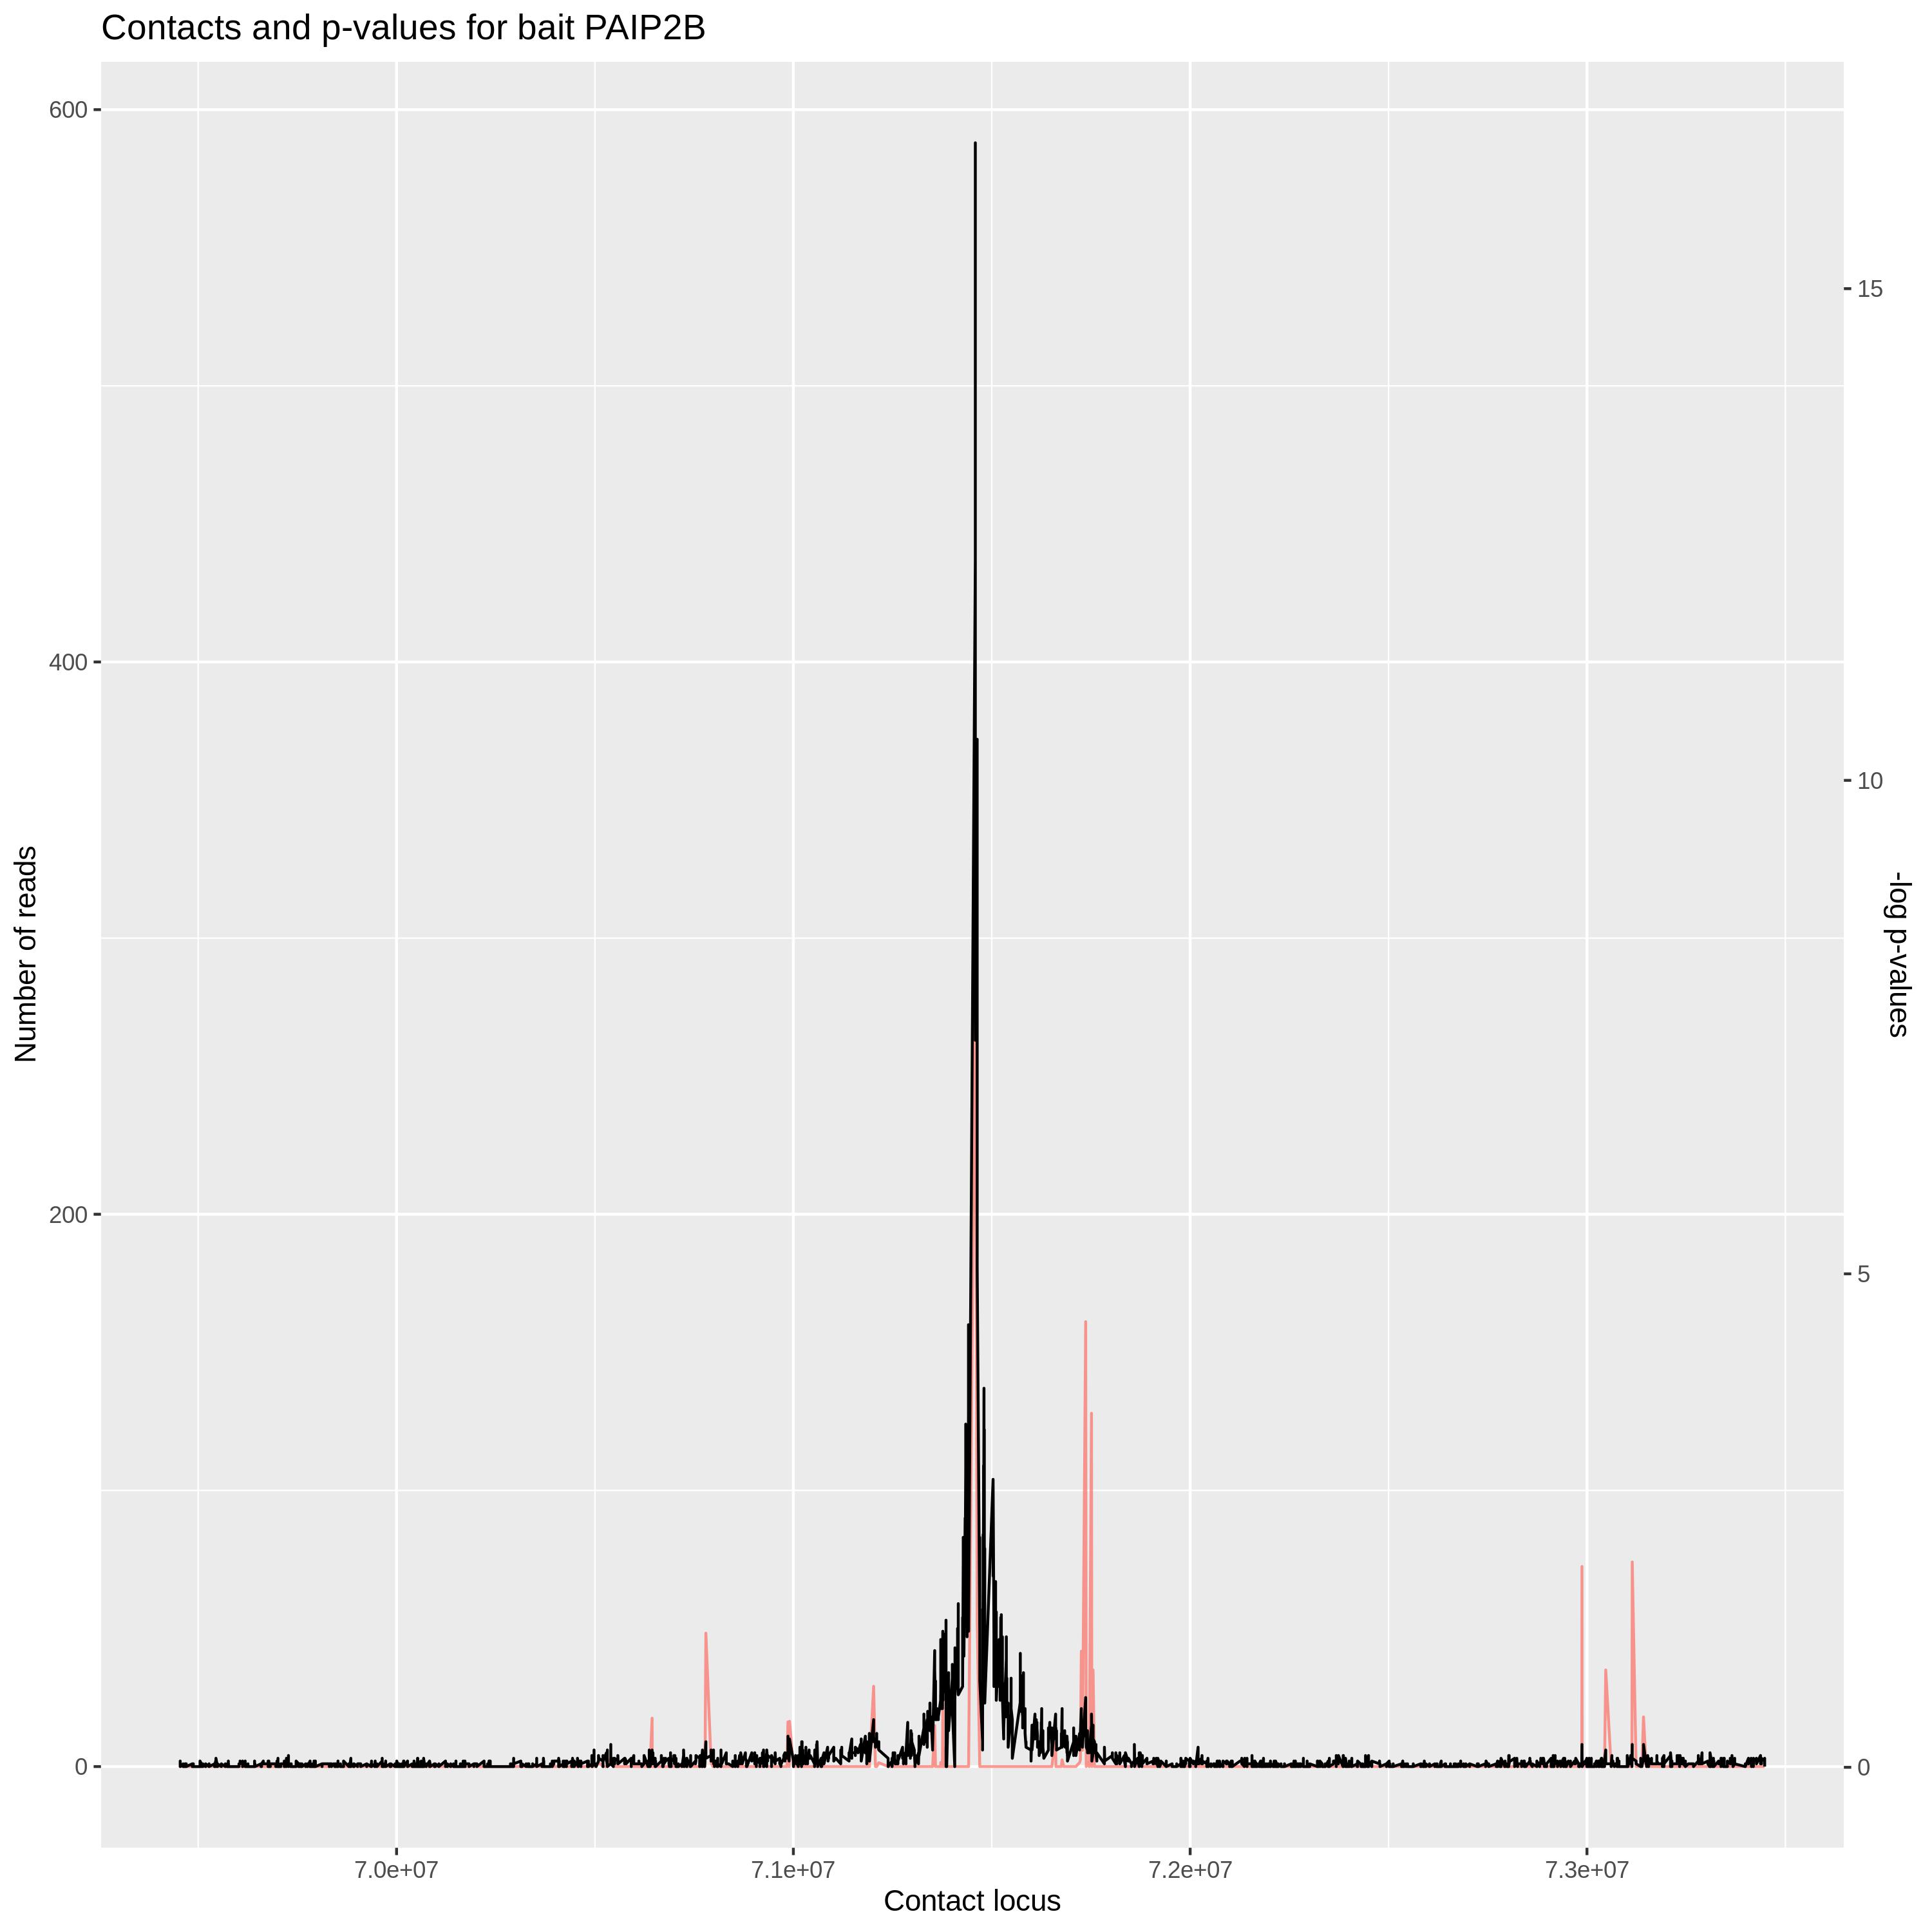 Contacts and p-values for bait PAIP2B
600
400
200
0
Number of reads
15
10
5
0
-log p-values
7.0e+07
7.1e+07
7.2e+07
7.3e+07
Contact locus